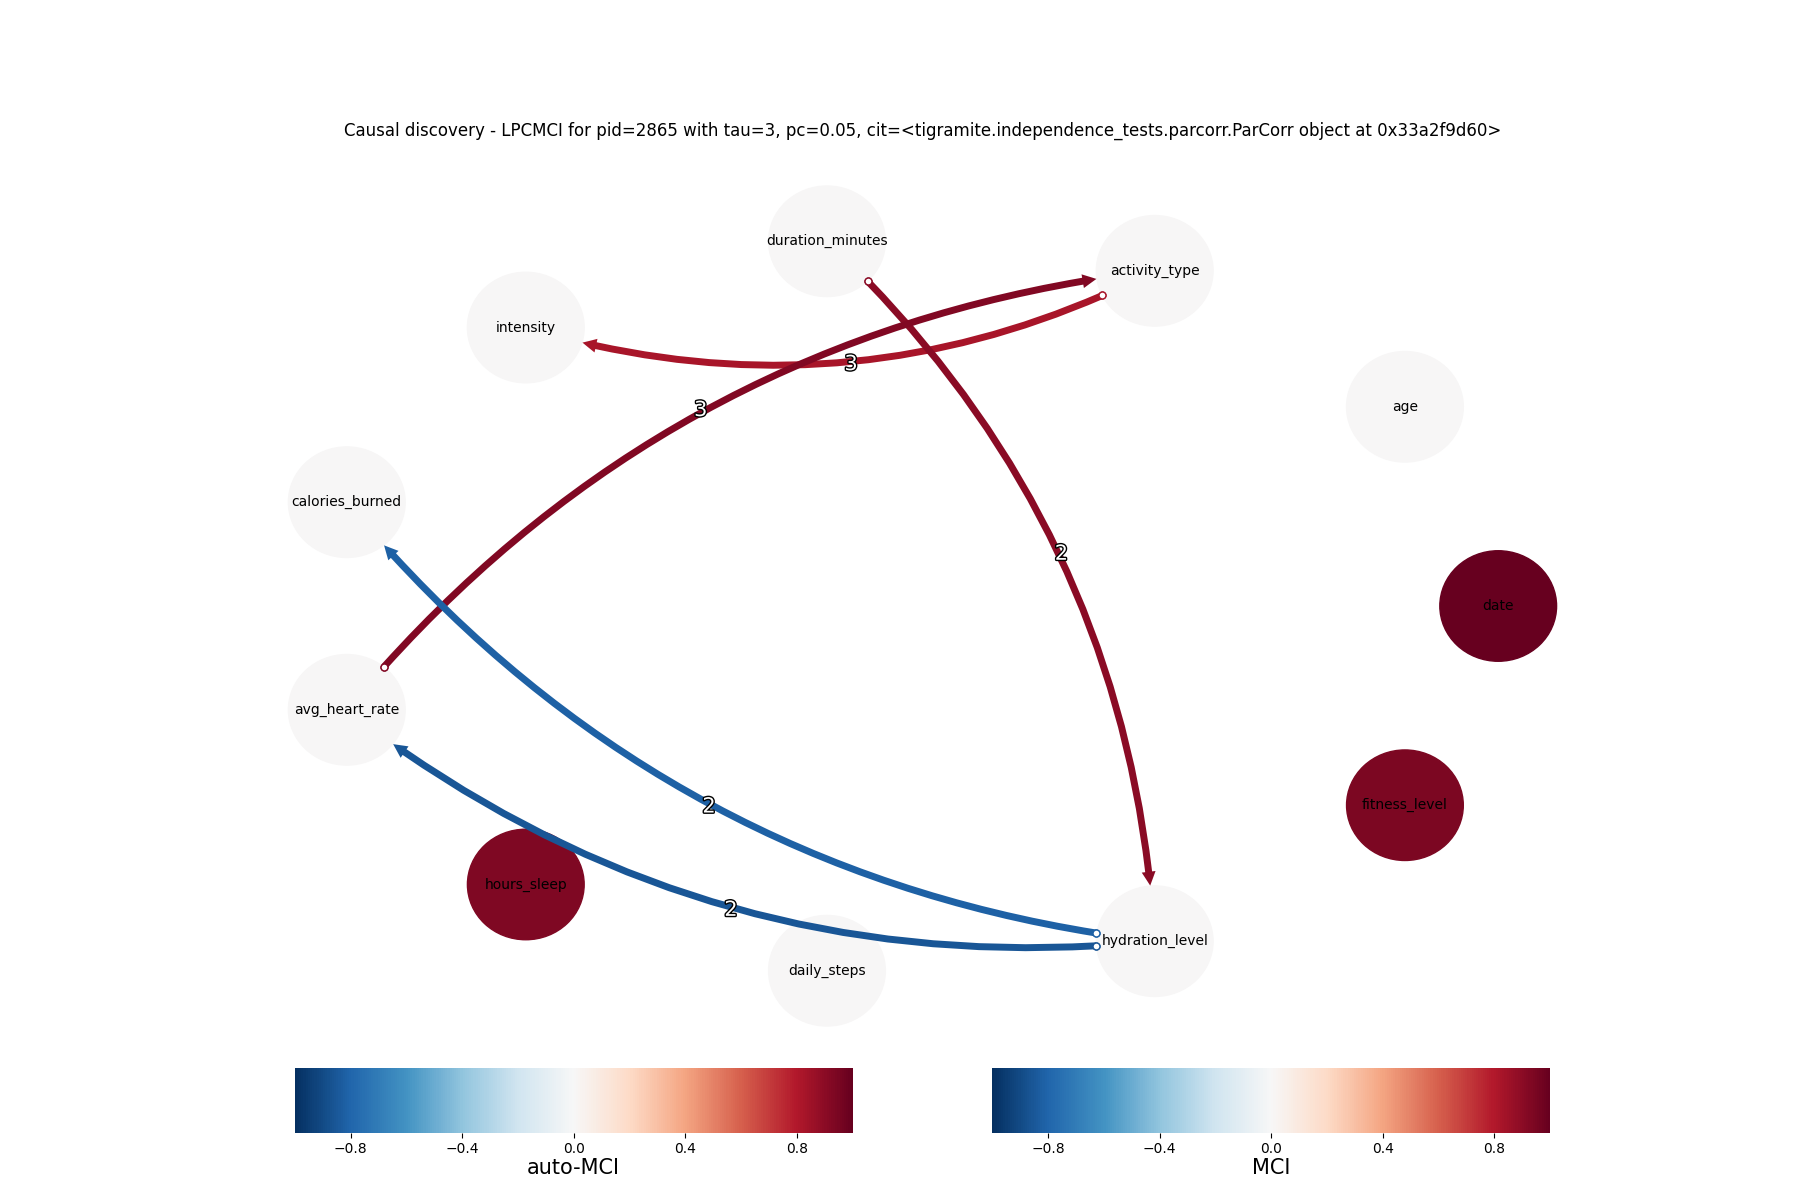 Causal discovery - LPCMCI for pid=2865 with tau=3, pc=0.05, cit=<tigramite.independence_tests.parcorr.ParCorr object at 0x33a2f9d60>
duration_minutes
activity_type
intensity
3
age
3
calories_burned
2
date
avg_heart_rate
2
fitness_level
hours_sleep
2
hydration_level
daily_steps
−0.8 −0.4 0.0 0.4 0.8
auto-MCI
−0.8 −0.4 0.0 0.4 0.8
MCI